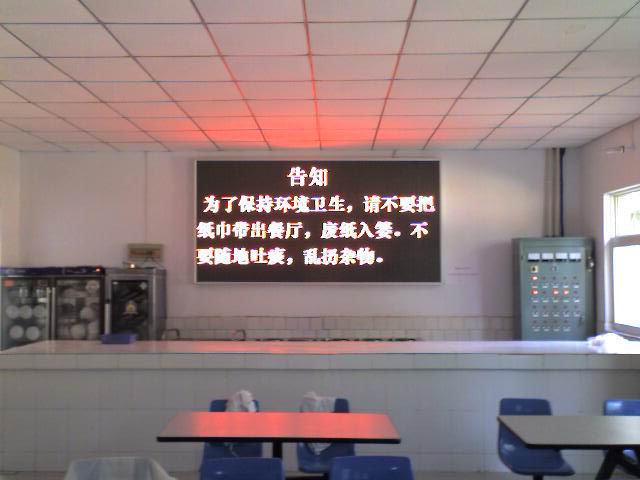 告知
为了保持环境卫生，请不要把
纸巾带出餐厅，废纸入篓。不
要随地吐痰，乱扔杂物。